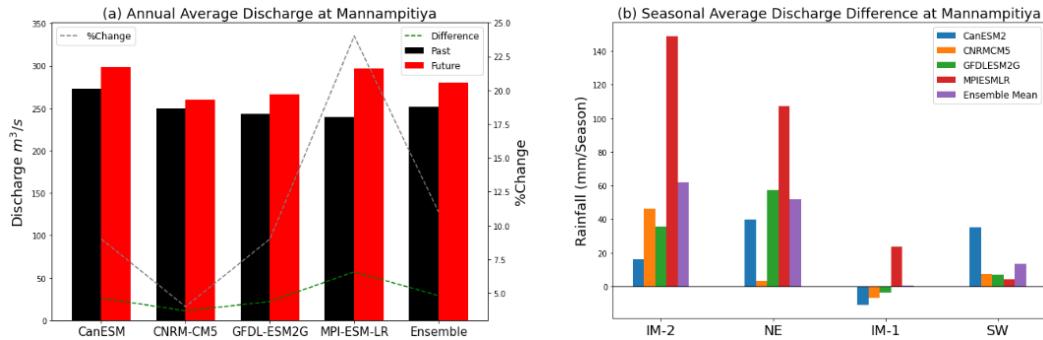 (a) Annual Average Discharge at Mannampitiya
%Change
Difference
Past
Future
350
300
250
200
150
100
50
0
Discharge m³/s
25.0
22.5
20.0
17.5
15.0
12.5
10.0
7.5
5.0
%Change
CanESM CNRM-CM5 GFDL-ESM2G MPI-ESM-LR Ensemble
(b) Seasonal Average Discharge Difference at Mannampitiya
CanESM2
CNRMCM5
GFDLESM2G
MPIESMLR
Ensemble Mean
140
120
100
80
60
40
20
0
Rainfall (mm/Season)
IM-2 NE IM-1 SW